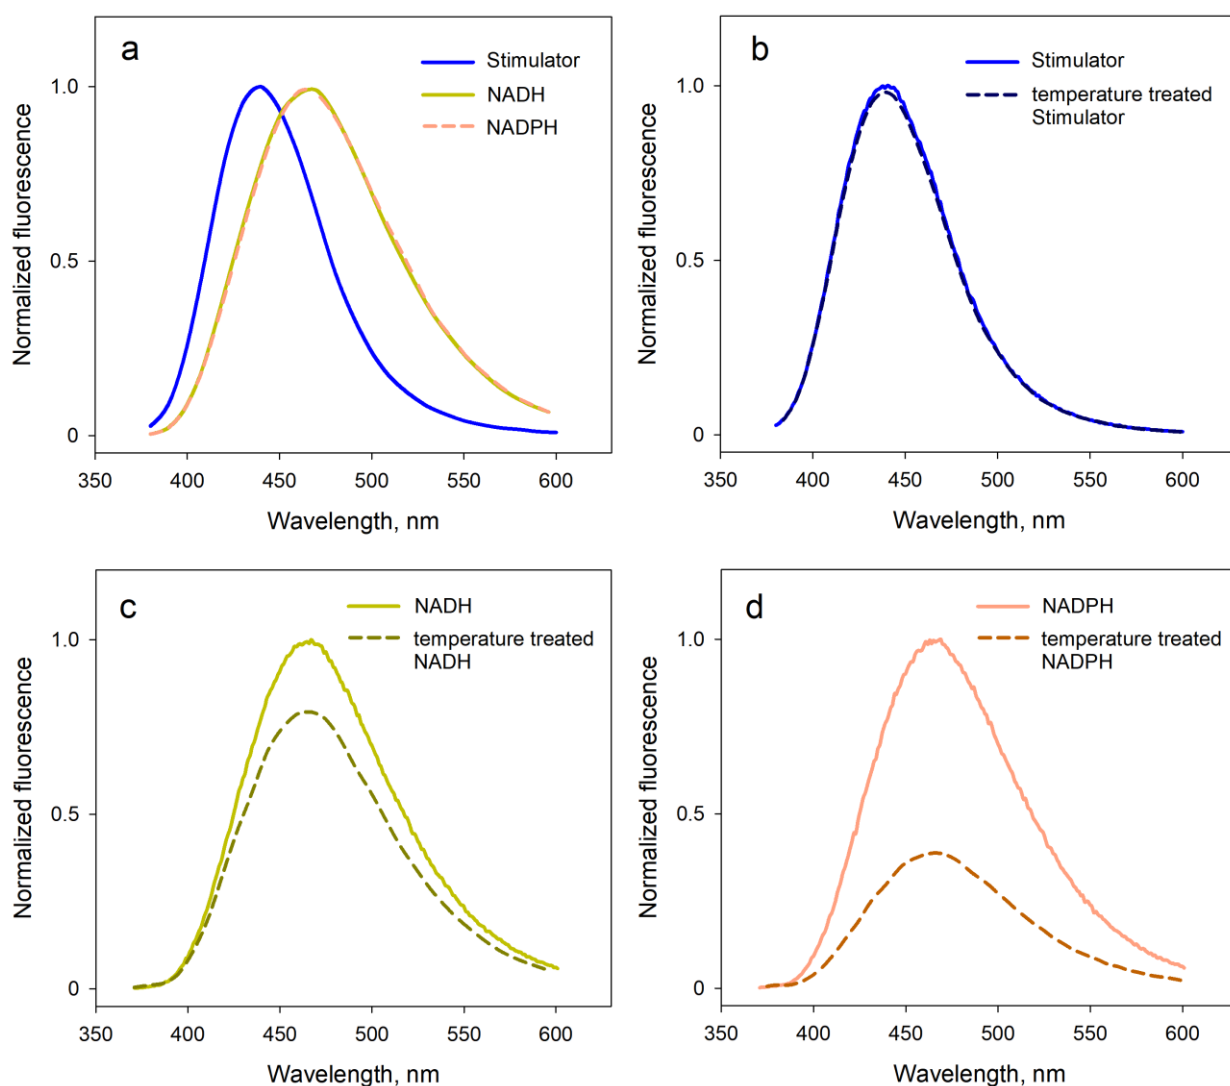 a
Stimulator
NADH
NADPH
1.0
0.5
0
Normalized fluorescence
350 400 450 500 550 600
Wavelength, nm
b
Stimulator
temperature treated
Stimulator
1.0
0.5
0
Normalized fluorescence
350 400 450 500 550 600
Wavelength, nm
c
NADH
temperature treated
NADH
1.0
0.5
0
Normalized fluorescence
350 400 450 500 550 600
Wavelength, nm
d
NADPH
temperature treated
NADPH
1.0
0.5
0
Normalized fluorescence
350 400 450 500 550 600
Wavelength, nm